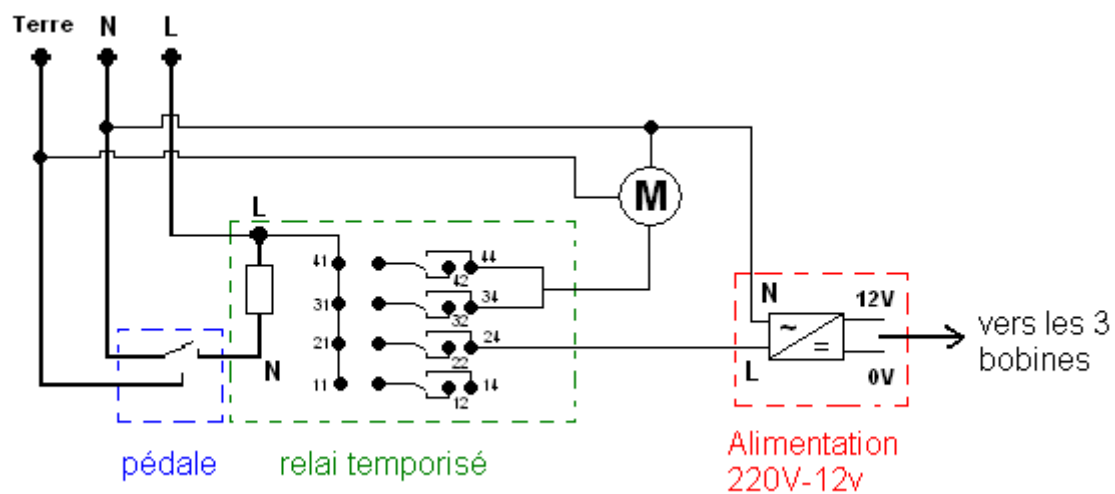 Terre N L
L
M
41 44
42
31 34
32
21 24
22
11 14
12
N
N 12V
~
=
L 0V
vers les 3
bobines
pédale
relai temporisé
Alimentation
220V-12v